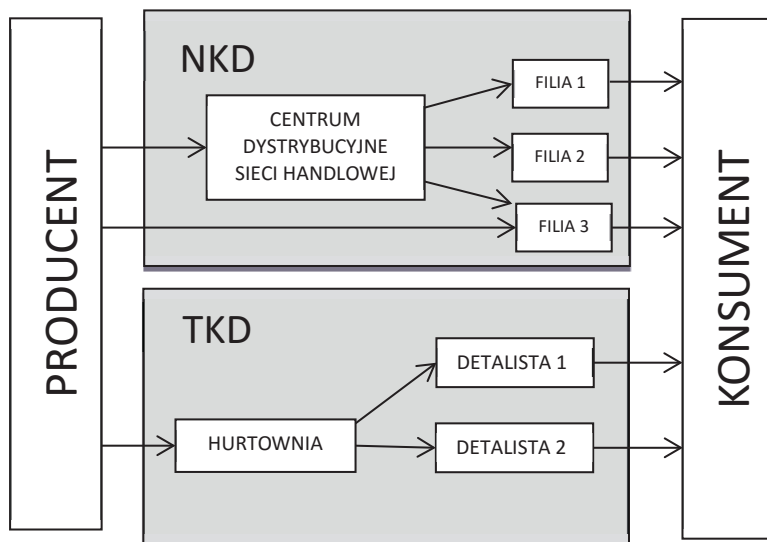 PRODUCENT
NKD
CENTRUM
DYSTRYBUCYJNE
SIECI HANDLOWEJ
FILIA 1
FILIA 2
FILIA 3
TKD
HURTOWNIA
DETALISTA 1
DETALISTA 2
KONSUMENT